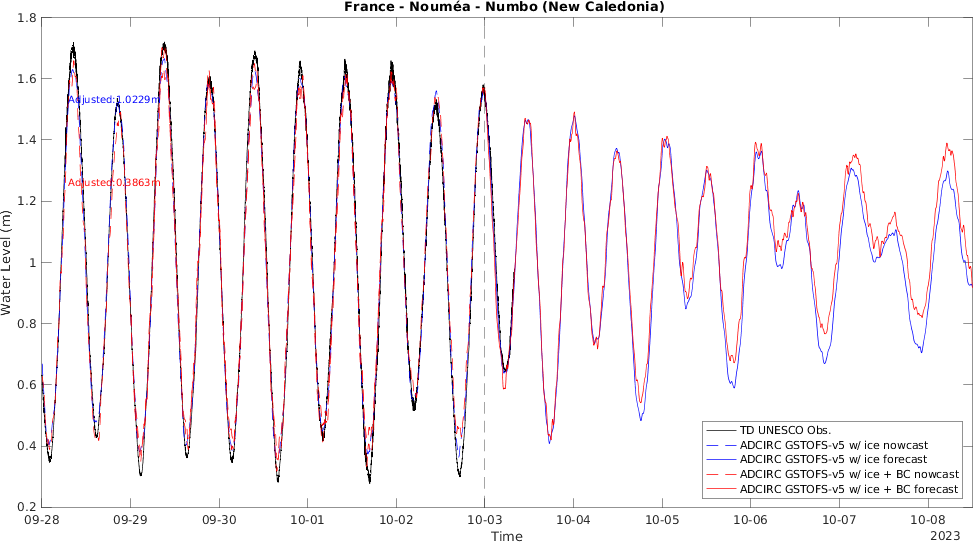 France - Nouméa - Numbo (New Caledonia)
1.8
1.6
1.4
1.2
1
0.8
0.6
0.4
0.2
Water Level (m)
Adjusted:1.0229m
Adjusted:0.3863m
TD UNESCO Obs.
ADCIRC GSTOFS-v5 w/ ice nowcast
ADCIRC GSTOFS-v5 w/ ice forecast
ADCIRC GSTOFS-v5 w/ ice + BC nowcast
ADCIRC GSTOFS-v5 w/ ice + BC forecast
09-28 09-29 09-30 10-01 10-02 10-03 10-04 10-05 10-06 10-07 10-08
2023
Time